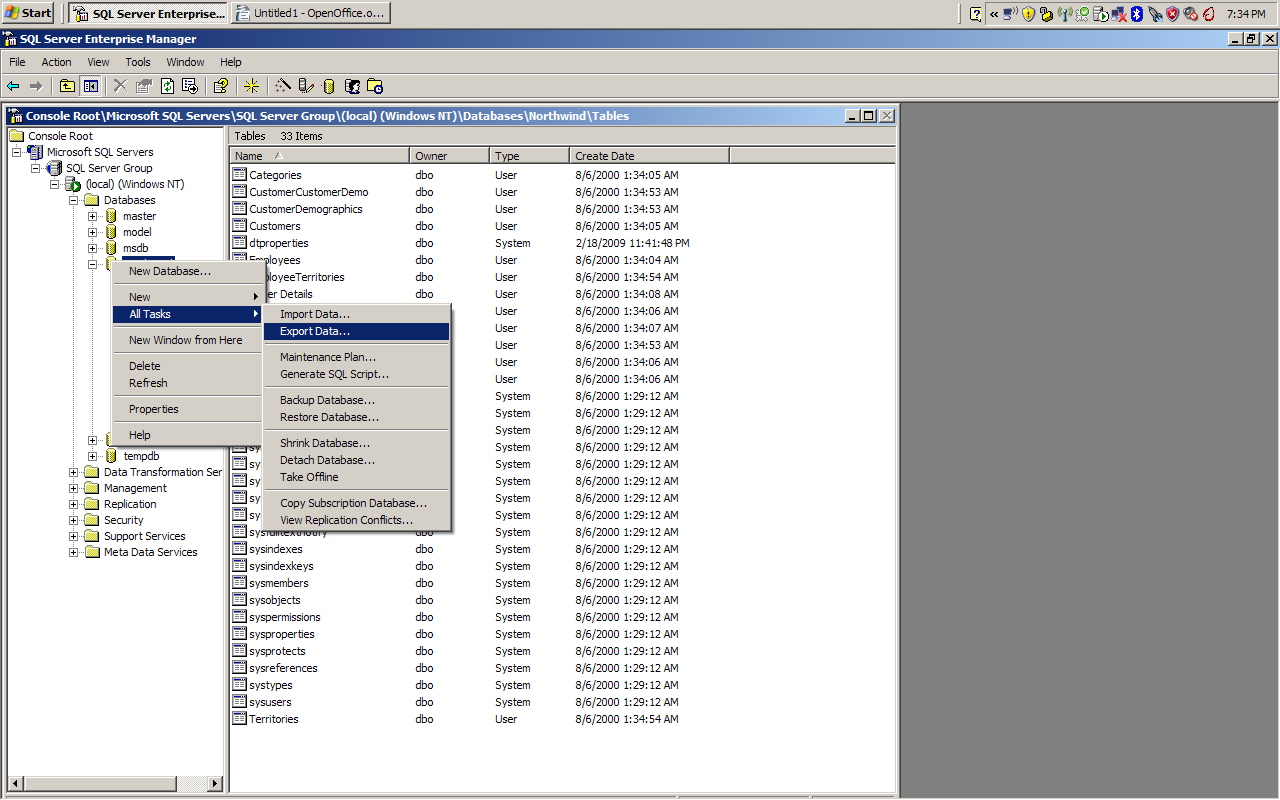 Start
SQL Server Enterprise...
Untitled1 - OpenOffice.o...
7:34 PM
SQL Server Enterprise Manager
File Action View Tools Window Help
Console Root\Microsoft SQL Servers\SQL Server Group\(local) (Windows NT)\Databases\Northwind\Tables
Console Root
Microsoft SQL Servers
SQL Server Group
(local) (Windows NT)
Databases
master
model
msdb
tempdb
Data Transformation Ser
Management
Replication
Security
Support Services
Meta Data Services
New Database...
New
All Tasks
New Window from Here
Delete
Refresh
Properties
Help
Import Data...
Export Data...
Maintenance Plan...
Generate SQL Script...
Backup Database...
Restore Database...
Shrink Database...
Detach Database...
Take Offline
Copy Subscription Database...
View Replication Conflicts...
Tables 33 Items
Name Owner Type Create Date
Categories dbo User 8/6/2000 1:34:05 AM
CustomerCustomerDemo dbo User 8/6/2000 1:34:53 AM
CustomerDemographics dbo User 8/6/2000 1:34:53 AM
Customers dbo User 8/6/2000 1:34:05 AM
dtproperties dbo System 2/18/2009 11:41:48 PM
Employees dbo User 8/6/2000 1:34:04 AM
dbo User 8/6/2000 1:34:54 AM
Details dbo User 8/6/2000 1:34:08 AM
User 8/6/2000 1:34:06 AM
User 8/6/2000 1:34:07 AM
User 8/6/2000 1:34:53 AM
User 8/6/2000 1:34:06 AM
User 8/6/2000 1:34:06 AM
System 8/6/2000 1:29:12 AM
System 8/6/2000 1:29:12 AM
System 8/6/2000 1:29:12 AM
System 8/6/2000 1:29:12 AM
System 8/6/2000 1:29:12 AM
System 8/6/2000 1:29:12 AM
System 8/6/2000 1:29:12 AM
System 8/6/2000 1:29:12 AM
dbo System 8/6/2000 1:29:12 AM
sysindexes dbo System 8/6/2000 1:29:12 AM
sysindexkeys dbo System 8/6/2000 1:29:12 AM
sysmembers dbo System 8/6/2000 1:29:12 AM
sysobjects dbo System 8/6/2000 1:29:12 AM
syspermissions dbo System 8/6/2000 1:29:12 AM
sysproperties dbo System 8/6/2000 1:29:12 AM
sysprotects dbo System 8/6/2000 1:29:12 AM
sysreferences dbo System 8/6/2000 1:29:12 AM
systypes dbo System 8/6/2000 1:29:12 AM
sysusers dbo System 8/6/2000 1:29:12 AM
Territories dbo User 8/6/2000 1:34:54 AM